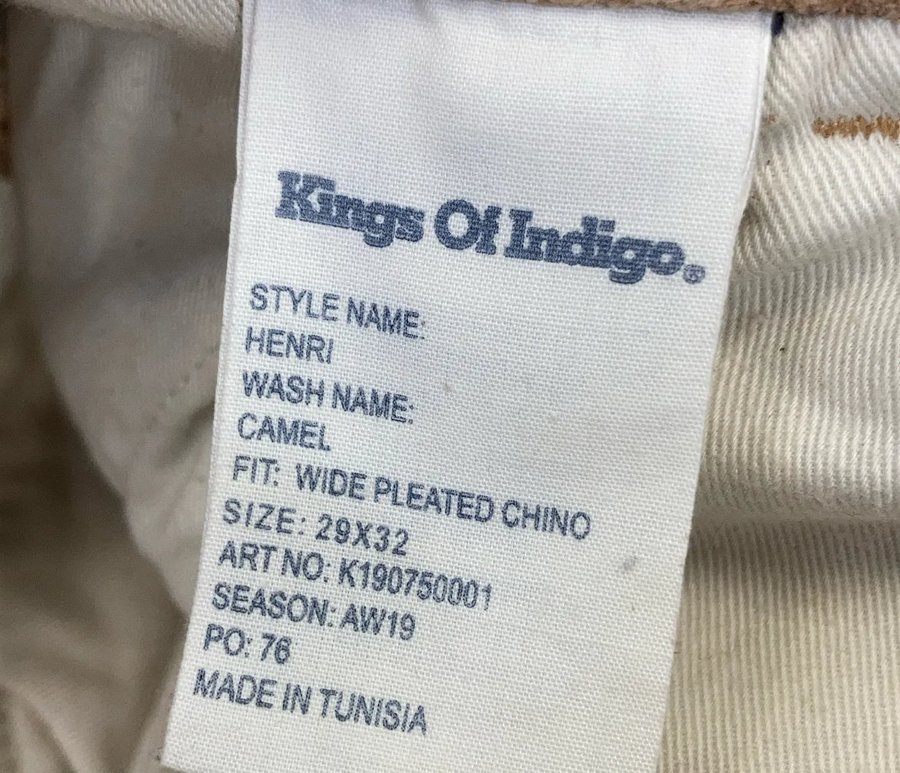 Kings Of Indigo®
STYLE NAME:
HENRI
WASH NAME:
CAMEL
FIT: WIDE PLEATED CHINO
SIZE: 29X32
ART NO: K190750001
SEASON: AW19
PO: 76
MADE IN TUNISIA